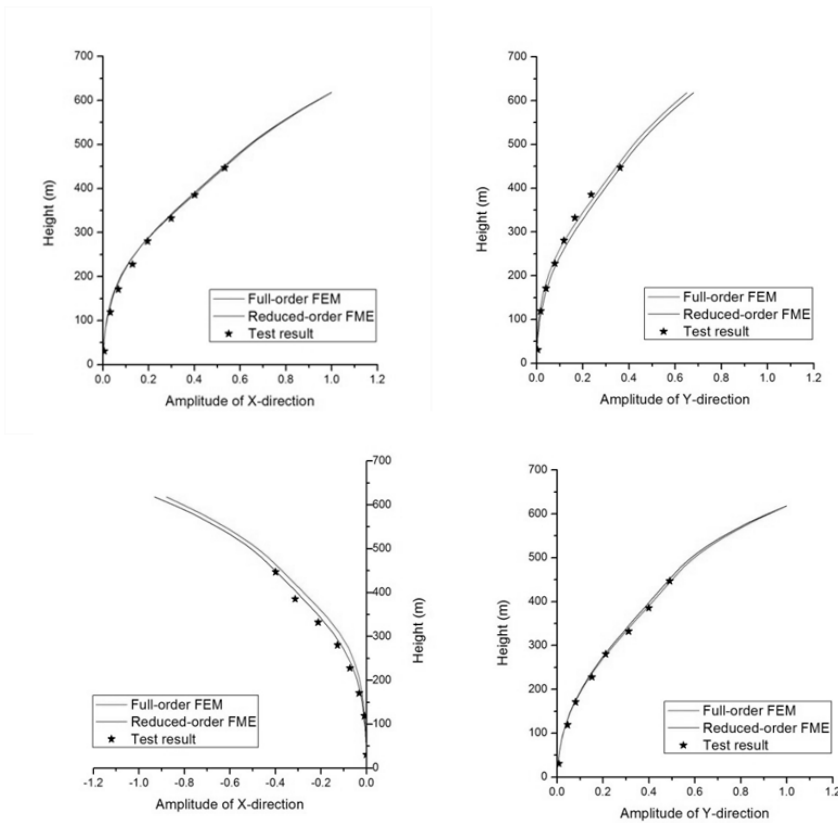 700
600
500
400
300
200
100
0
Height (m)
Full-order FEM
Reduced-order FME
Test result
0.0 0.2 0.4 0.6 0.8 1.0 1.2
Amplitude of X-direction
700
600
500
400
300
200
100
0
Height (m)
Full-order FEM
Reduced-order FME
Test result
0.0 0.2 0.4 0.6 0.8 1.0 1.2
Amplitude of Y-direction
700
600
500
400
300
200
100
0
Height (m)
Full-order FEM
Reduced-order FME
Test result
-1.2 -1.0 -0.8 -0.6 -0.4 -0.2 0.0
Amplitude of X-direction
700
600
500
400
300
200
100
0
Height (m)
Full-order FEM
Reduced-order FME
Test result
0.0 0.2 0.4 0.6 0.8 1.0 1.2
Amplitude of Y-direction